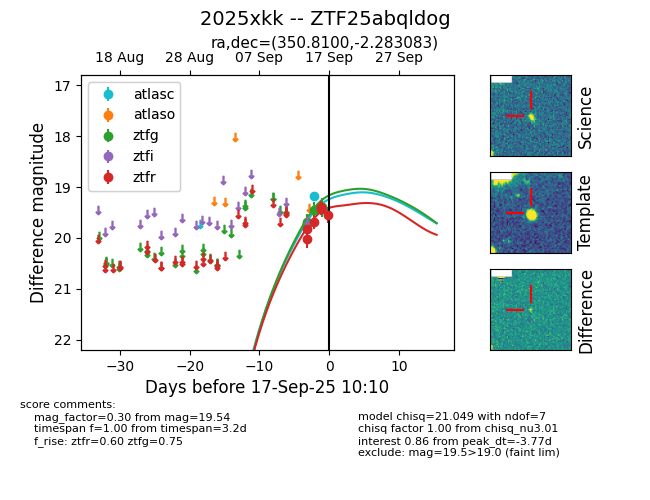 2025xkk -- ZTF25abqldog
ra,dec=(350.8100,-2.283083)
18 Aug 28 Aug 07 Sep 17 Sep 27 Sep
17
18
19
20
21
22
Difference magnitude
atlasc
atlaso
ztfg
ztfi
ztfr
−30 −20 −10 0 10
Days before 17-Sep-25 10:10
Science
Template
Difference
score comments:
mag_factor=0.30 from mag=19.54
timespan f=1.00 from timespan=3.2d
f_rise: ztfr=0.60 ztfg=0.75
model chisq=21.049 with ndof=7
chisq factor 1.00 from chisq_nu3.01
interest 0.86 from peak_dt=-3.77d
exclude: mag=19.5>19.0 (faint lim)